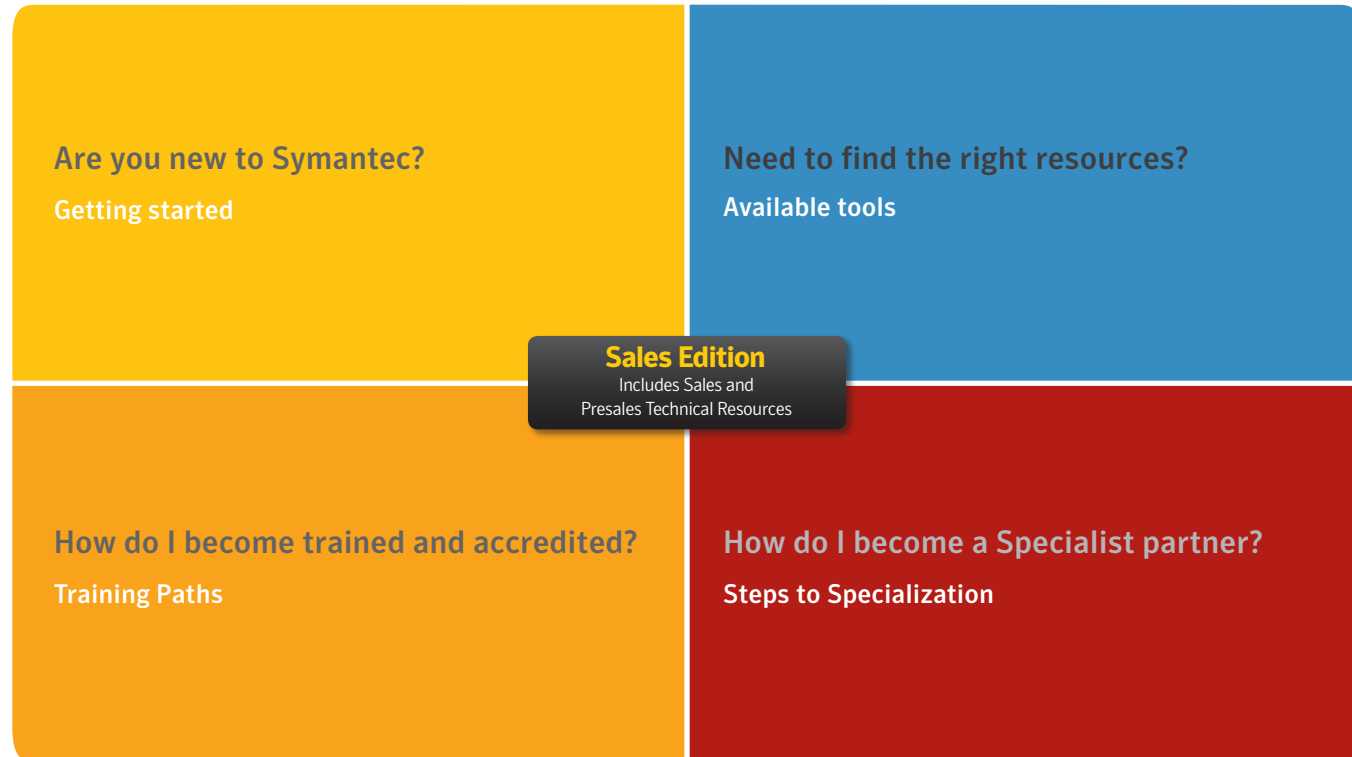 Are you new to Symantec?
Getting started
Need to find the right resources?
Available tools
Sales Edition
Includes Sales and
Presales Technical Resources
How do I become trained and accredited?
Training Paths
How do I become a Specialist partner?
Steps to Specialization